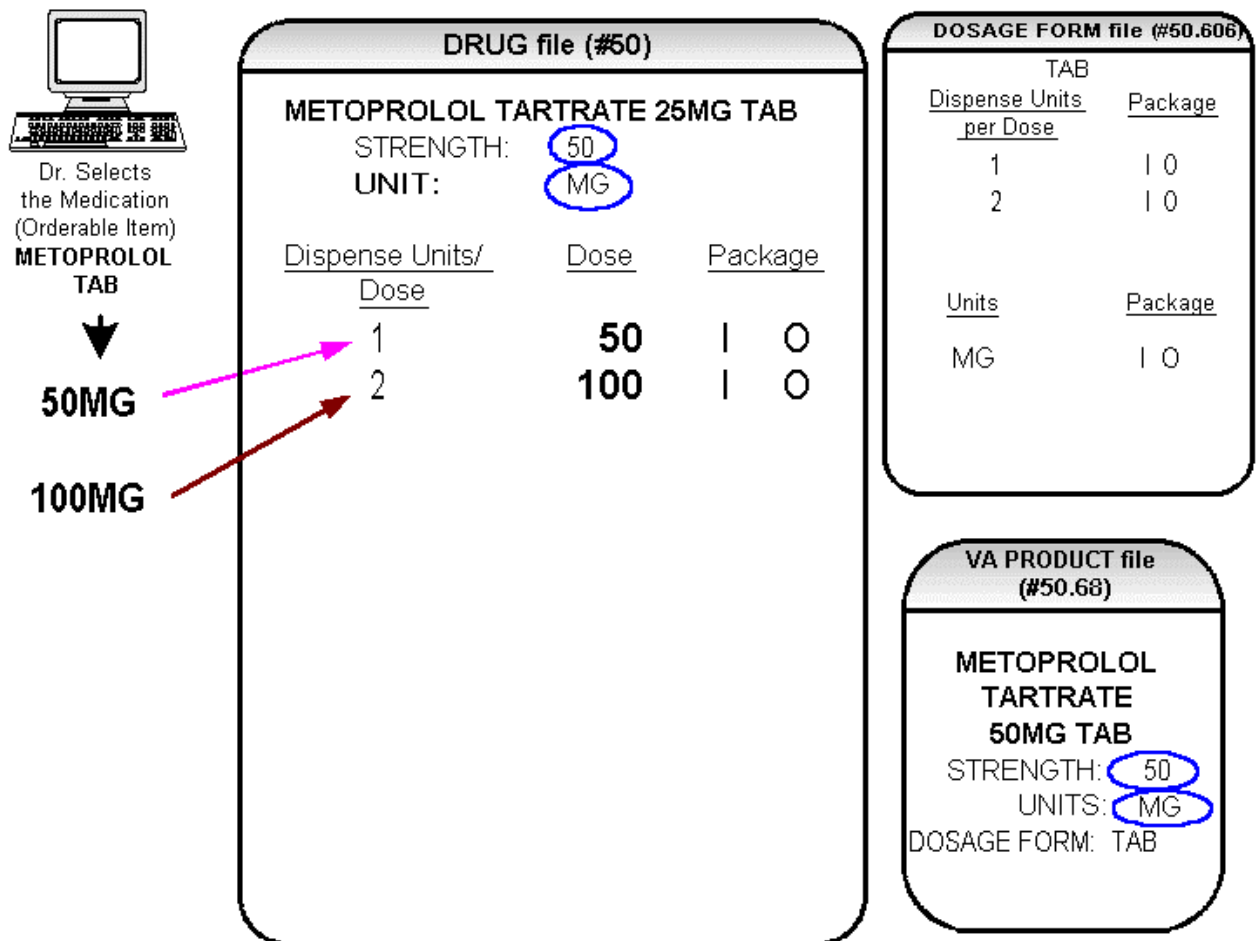 Dr. Selects
the Medication
(Orderable Item)
METOPROLOL
TAB
50MG
100MG
DRUG file (#50)
METOPROLOL TARTRATE 25MG TAB
STRENGTH: 50
UNIT: MG
Dispense Units/ Dose Package
Dose
1 50 I O
2 100 I O
DOSAGE FORM file (#50.606)
TAB
Dispense Units Package
per Dose
1 I 0
2 I 0
Units Package
MG I O
VA PRODUCT file
(#50.68)
METOPROLOL
TARTRATE
50MG TAB
STRENGTH: 50
UNITS: MG
DOSAGE FORM: TAB